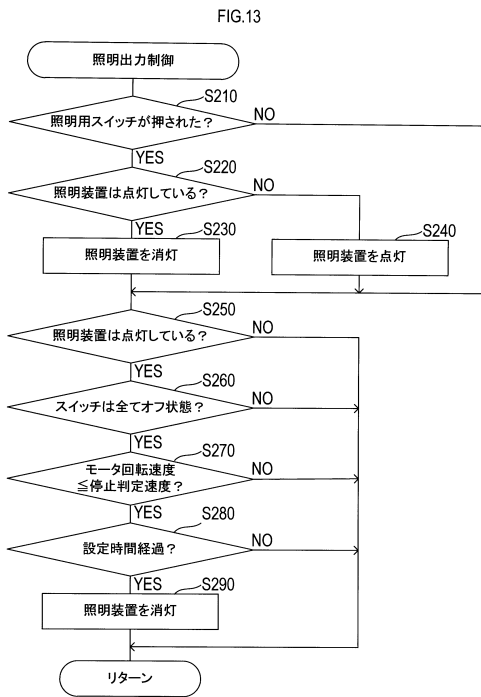 FIG.13
照明出力制御
S210
照明用スイッチが押された？
NO
YES
S220
照明装置は点灯している？
NO
YES
S230
照明装置を消灯
S240
照明装置を点灯
S250
照明装置は点灯している？
NO
YES
S260
スイッチは全てオフ状態？
NO
YES
S270
モータ回転速度
≦停止判定速度？
NO
YES
S280
設定時間経過？
NO
YES
S290
照明装置を消灯
リターン